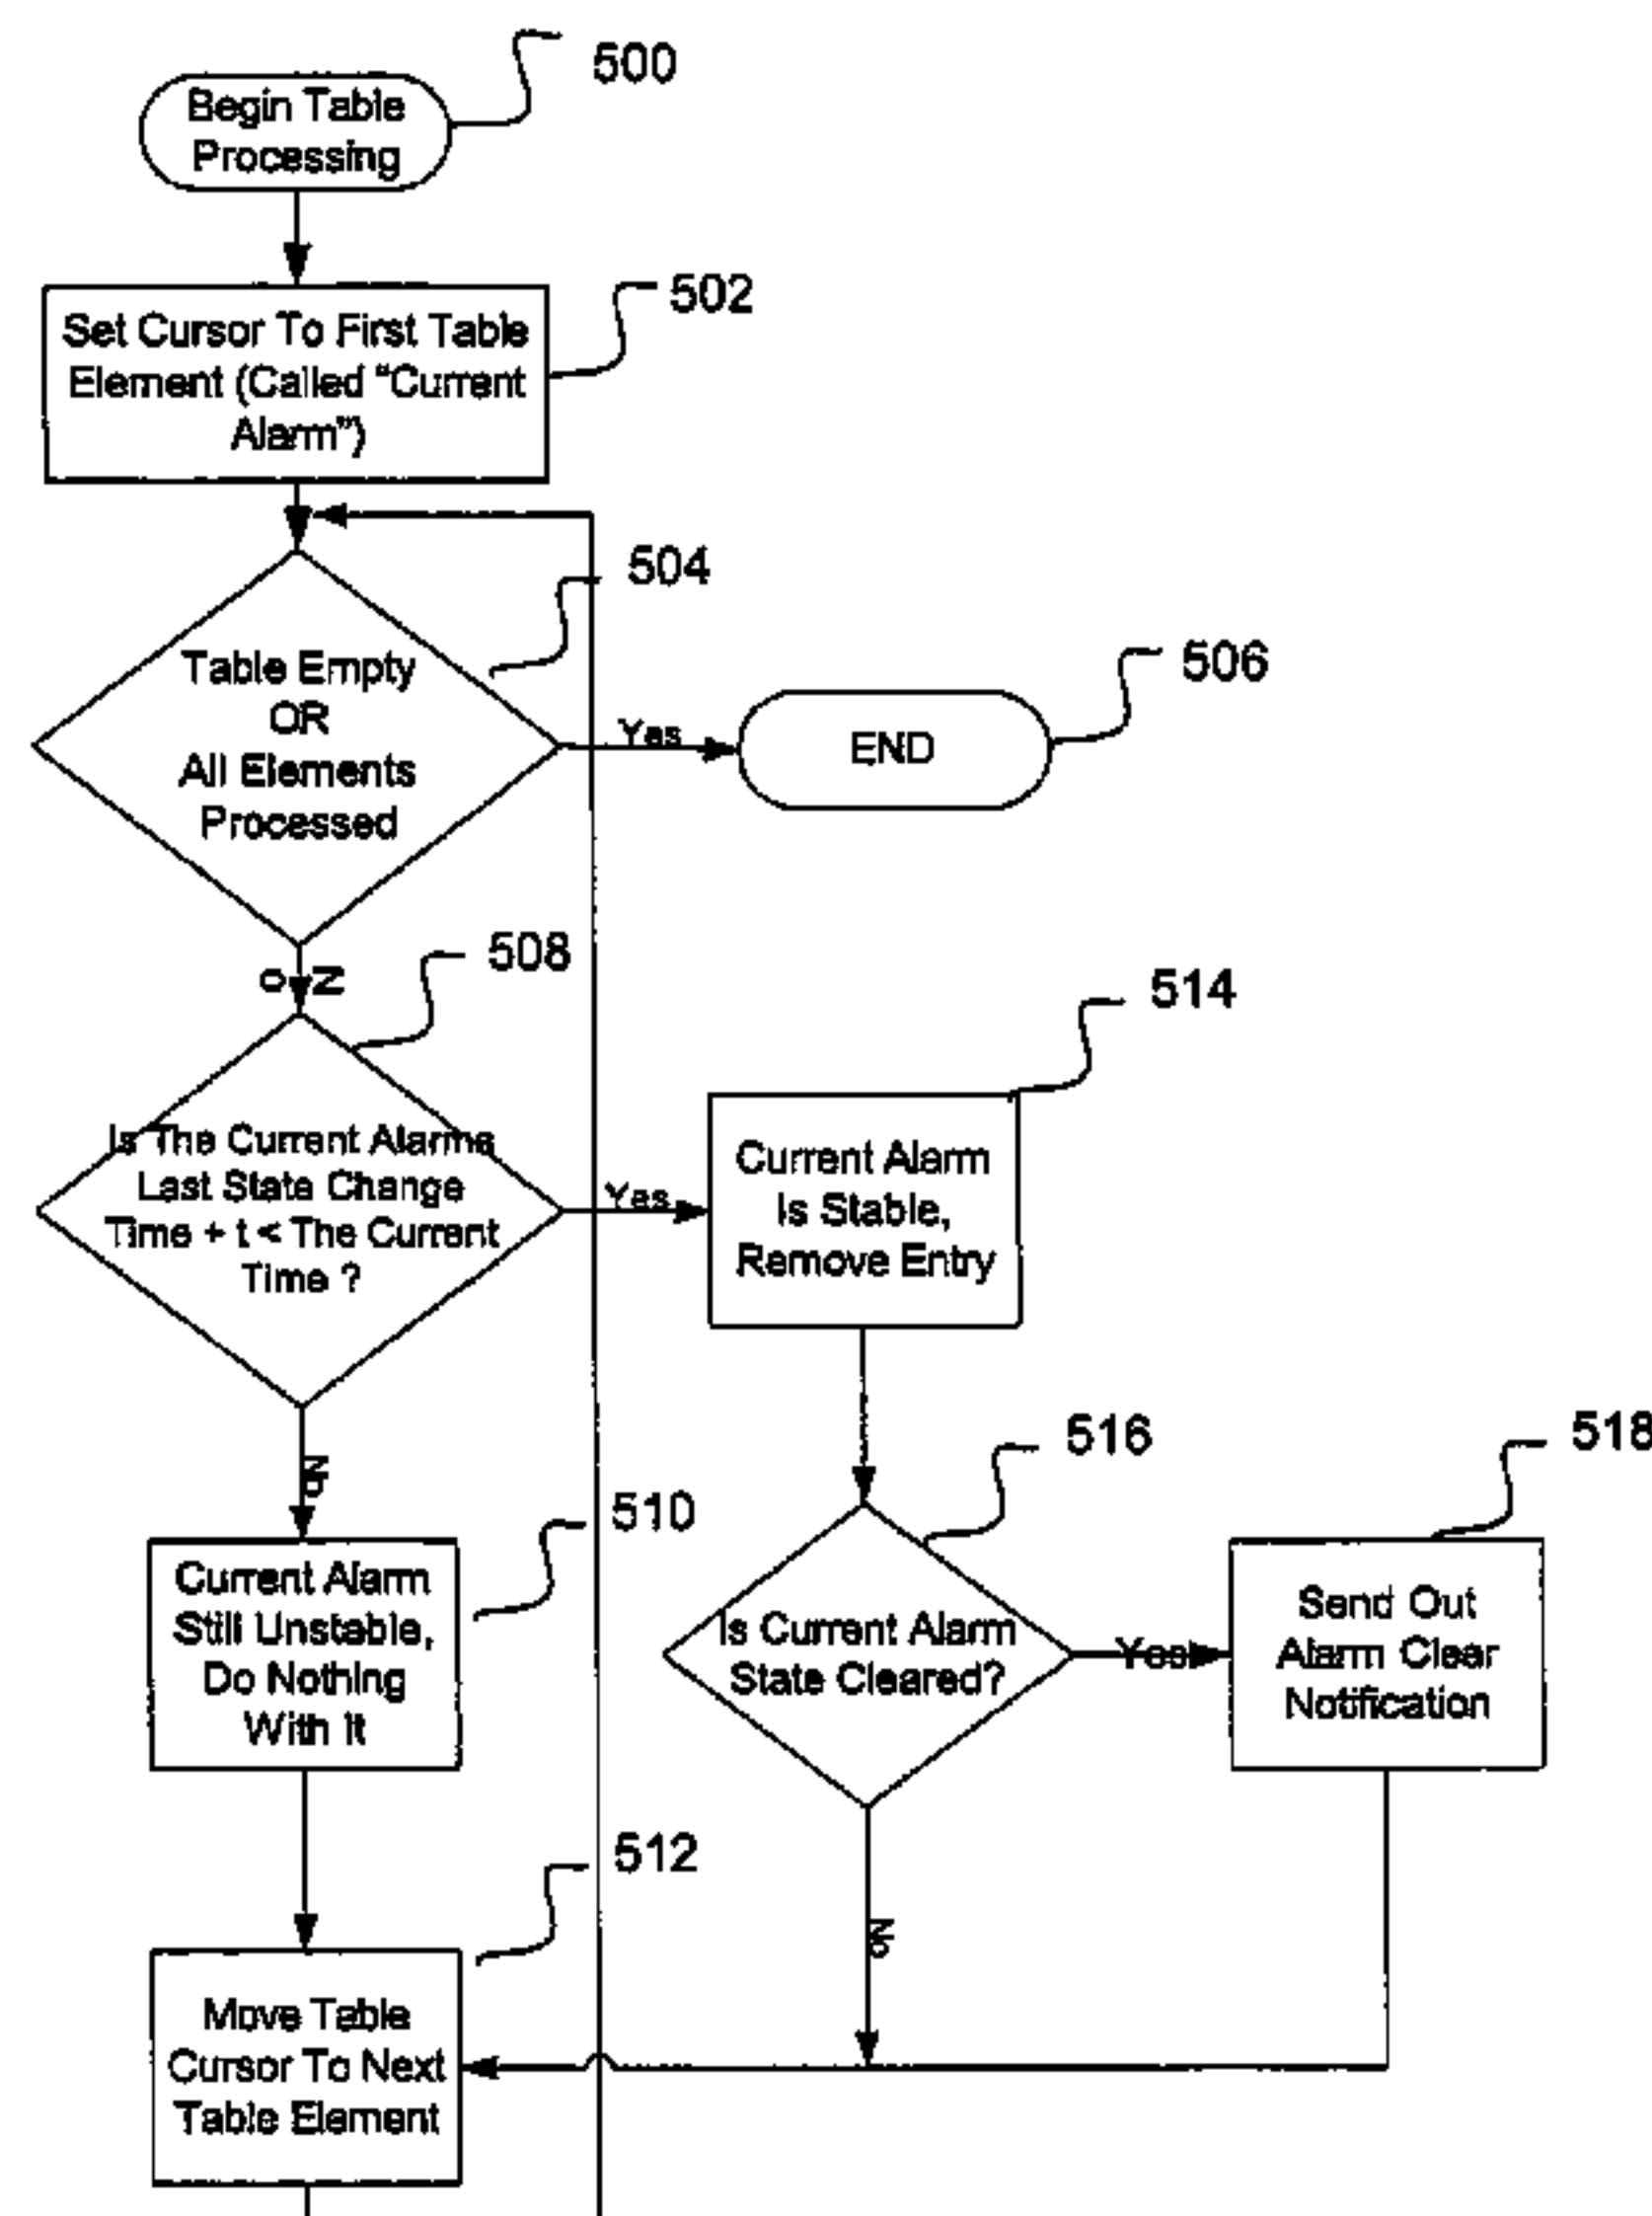 500
Begin Table
Processing
502
Set Cursor To First Table
Element (Called “Current
Alarm”)
504
Table Empty
OR
All Elements
Processed
Yes
506
END
No
508
Is The Current Alarms
Last State Change
Time + t < The Current
Time ?
Yes
514
Current Alarm
Is Stable,
Remove Entry
No
510
Current Alarm
Still Unstable,
Do Nothing
With It
516
Is Current Alarm
State Cleared?
Yes
518
Send Out
Alarm Clear
Notification
No
512
Move Table
Cursor To Next
Table Element